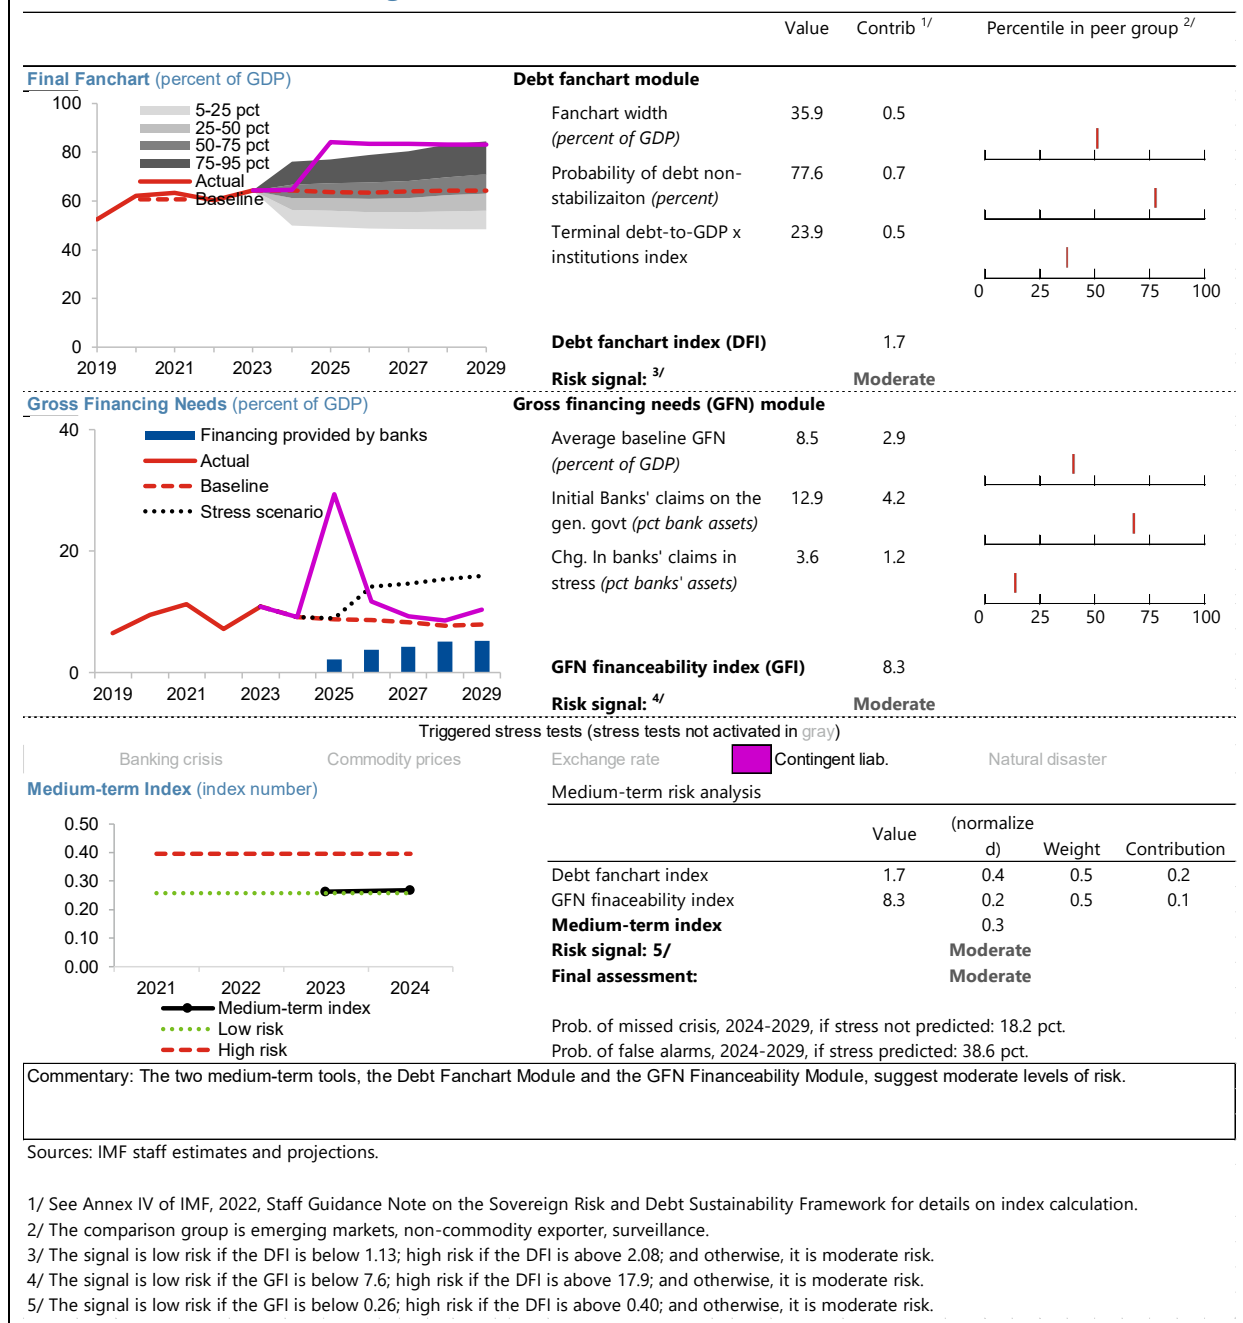 Value Contrib 1/ Percentile in peer group 2/
Final Fanchart (percent of GDP)
100
80
60
40
20
0
5-25 pct
25-50 pct
50-75 pct
75-95 pct
Actual
Baseline
2019 2021 2023 2025 2027 2029
Debt fanchart module
Fanchart width 35.9 0.5
(percent of GDP)
Probability of debt non- 77.6 0.7
stabilizaiton (percent)
Terminal debt-to-GDP x 23.9 0.5
institutions index
0 25 50 75 100
Debt fanchart index (DFI) 1.7
Risk signal: 3/ Moderate
Gross Financing Needs (percent of GDP)
40
20
0
Financing provided by banks
Actual
Baseline
Stress scenario
2019 2021 2023 2025 2027 2029
Gross financing needs (GFN) module
Average baseline GFN 8.5 2.9
(percent of GDP)
Initial Banks' claims on the 12.9 4.2
gen. govt (pct bank assets)
Chg. In banks' claims in 3.6 1.2
stress (pct banks' assets)
0 25 50 75 100
GFN financeability index (GFI) 8.3
Risk signal: 4/ Moderate
Triggered stress tests (stress tests not activated in gray)
Banking crisis Commodity prices Exchange rate Contingent liab. Natural disaster
Medium-term Index (index number)
0.50
0.40
0.30
0.20
0.10
0.00
2021 2022 2023 2024
Medium-term index
Low risk
High risk
Medium-term risk analysis
Value (normalize
d) Weight Contribution
Debt fanchart index 1.7 0.4 0.5 0.2
GFN finaceability index 8.3 0.2 0.5 0.1
Medium-term index 0.3
Risk signal: 5/ Moderate
Final assessment: Moderate
Prob. of missed crisis, 2024-2029, if stress not predicted: 18.2 pct.
Prob. of false alarms, 2024-2029, if stress predicted: 38.6 pct.
Commentary: The two medium-term tools, the Debt Fanchart Module and the GFN Financeability Module, suggest moderate levels of risk.
Sources: IMF staff estimates and projections.
1/ See Annex IV of IMF, 2022, Staff Guidance Note on the Sovereign Risk and Debt Sustainability Framework for details on index calculation.
2/ The comparison group is emerging markets, non-commodity exporter, surveillance.
3/ The signal is low risk if the DFI is below 1.13; high risk if the DFI is above 2.08; and otherwise, it is moderate risk.
4/ The signal is low risk if the GFI is below 7.6; high risk if the DFI is above 17.9; and otherwise, it is moderate risk.
5/ The signal is low risk if the GFI is below 0.26; high risk if the DFI is above 0.40; and otherwise, it is moderate risk.